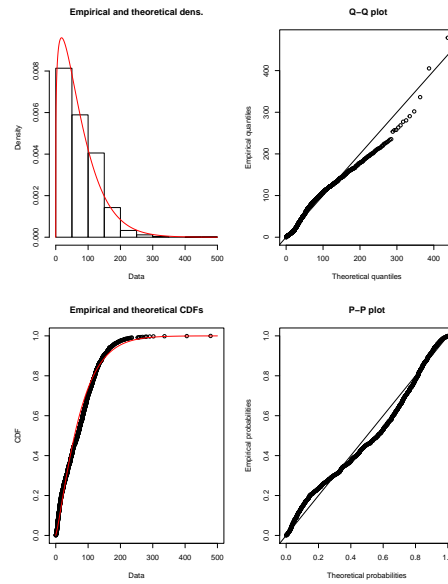 Empirical and theoretical dens.
Density
0.000 0.002 0.004 0.006 0.008
0 100 200 300 400 500
Data
Q−Q plot
Empirical quantiles
0 100 200 300 400
0 100 200 300 400
Theoretical quantiles
Empirical and theoretical CDFs
CDF
0.0 0.2 0.4 0.6 0.8 1.0
0 100 200 300 400 500
Data
P−P plot
Empirical probabilities
0.0 0.2 0.4 0.6 0.8 1.0
0.0 0.2 0.4 0.6 0.8 1.0
Theoretical probabilities